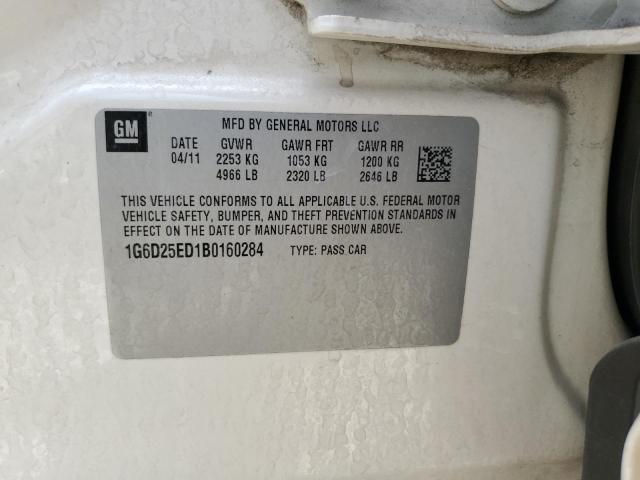 GM
MFD BY GENERAL MOTORS LLC
DATE GVWR GAWR FRT GAWR RR
04/11 2253 KG 1053 KG 1200 KG
4966 LB 2320 LB 2646 LB
THIS VEHICLE CONFORMS TO ALL APPLICABLE U.S. FEDERAL MOTOR
VEHICLE SAFETY, BUMPER, AND THEFT PREVENTION STANDARDS IN
EFFECT ON THE DATE OF MANUFACTURE SHOWN ABOVE.
1G6D25ED1B0160284 TYPE: PASS CAR